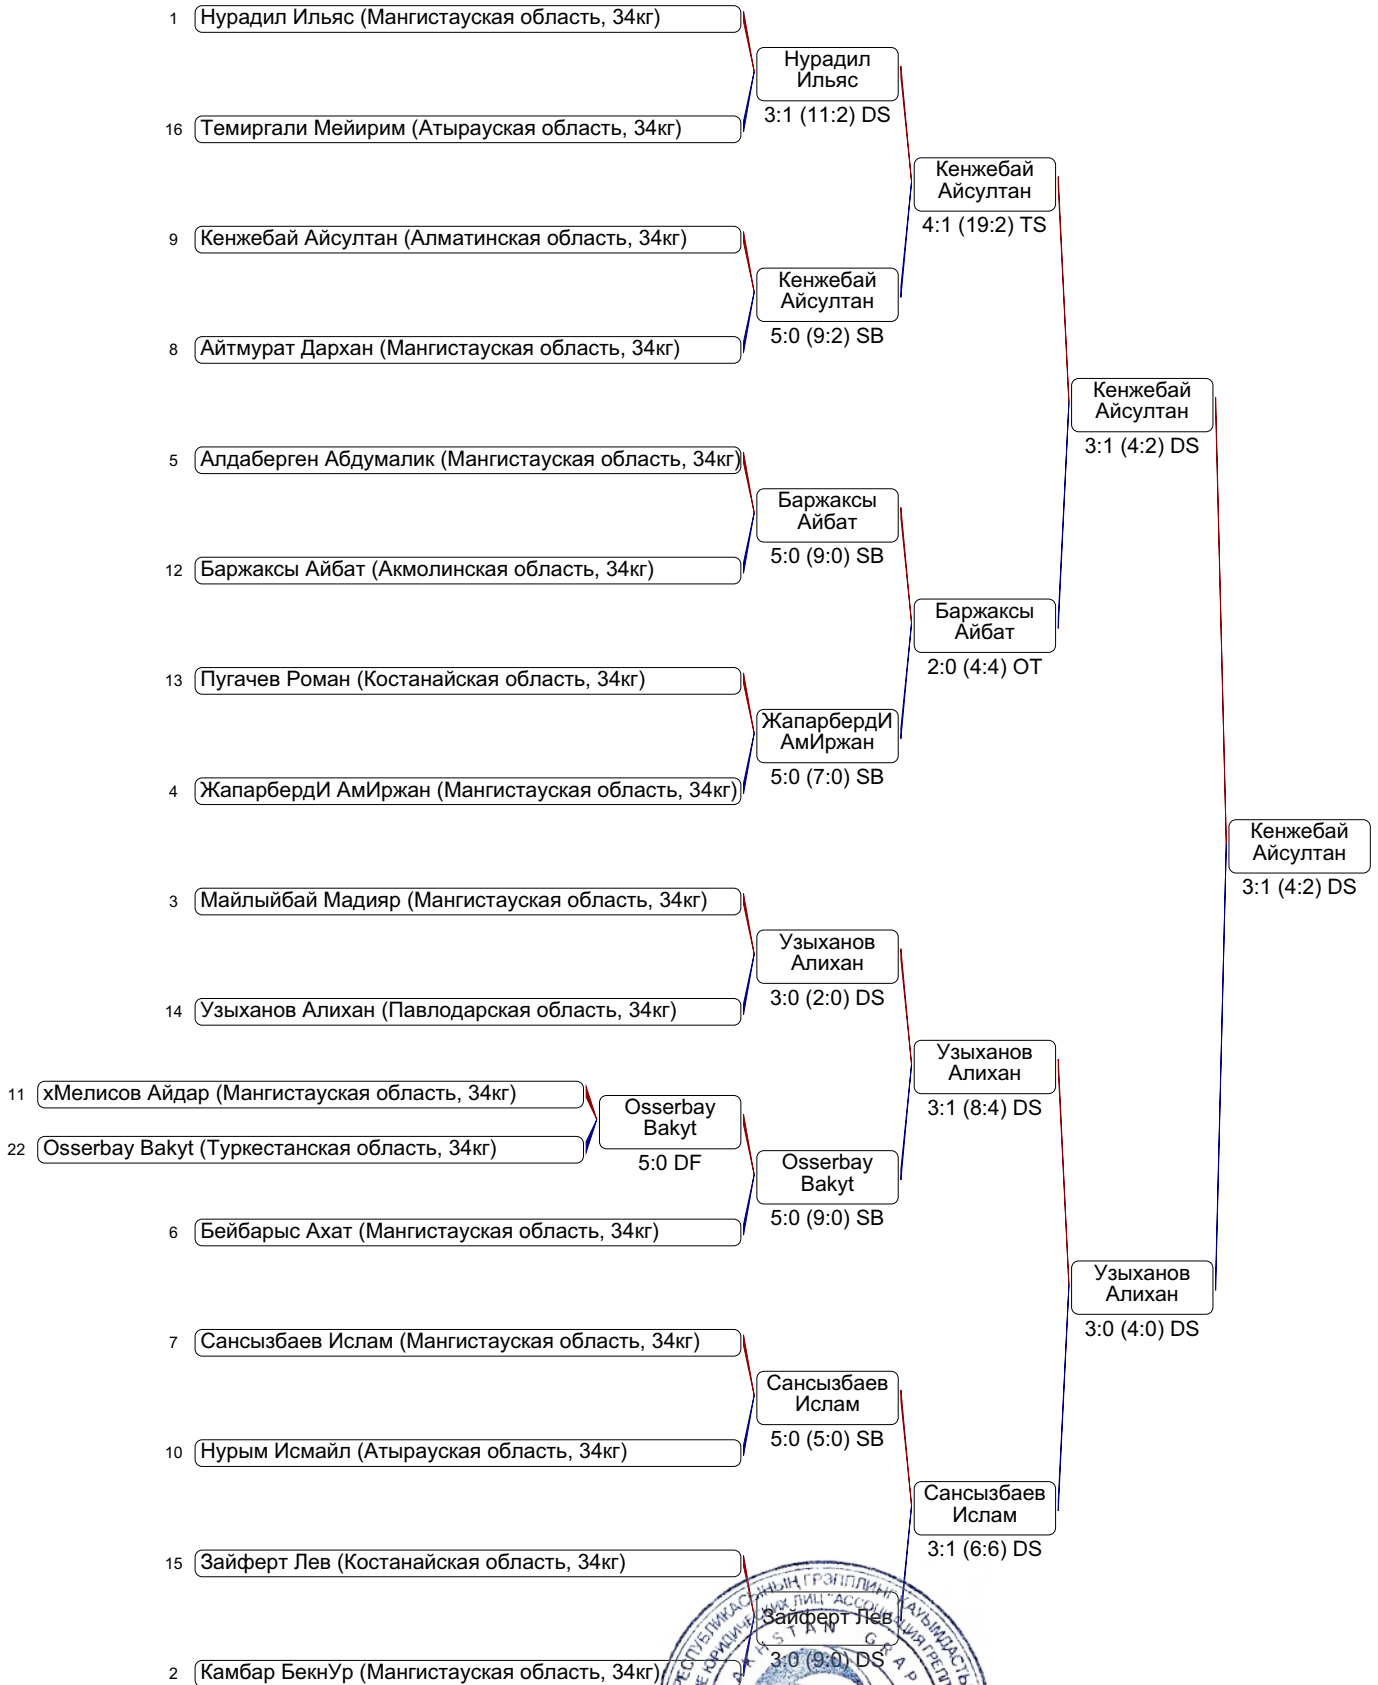 1 Нурадил Ильяс (Мангистауская область, 34кг)
Нурадил
Ильяс
3:1 (11:2) DS
16 Темиргали Мейирим (Атырауская область, 34кг)
Кенжебай
Айсултан
4:1 (19:2) TS
9 Кенжебай Айсултан (Алматинская область, 34кг)
Кенжебай
Айсултан
5:0 (9:2) SB
8 Айтмурат Дархан (Мангистауская область, 34кг)
Кенжебай
Айсултан
3:1 (4:2) DS
5 Алдаберген Абдумалик (Мангистауская область, 34кг)
Баржаксы
Айбат
5:0 (9:0) SB
12 Баржаксы Айбат (Акмолинская область, 34кг)
Баржаксы
Айбат
2:0 (4:4) OT
13 Пугачев Роман (Костанайская область, 34кг)
ЖапарбердИ
АмИржан
5:0 (7:0) SB
4 ЖапарбердИ АмИржан (Мангистауская область, 34кг)
Кенжебай
Айсултан
3:1 (4:2) DS
3 Майлыйбай Мадияр (Мангистауская область, 34кг)
Узыханов
Алихан
3:0 (2:0) DS
14 Узыханов Алихан (Павлодарская область, 34кг)
Узыханов
Алихан
3:1 (8:4) DS
11 хМелисов Айдар (Мангистауская область, 34кг)
Osserbay
Bakyt
5:0 DF
22 Osserbay Bakyt (Туркестанская область, 34кг)
Osserbay
Bakyt
5:0 (9:0) SB
6 Бейбарыс Ахат (Мангистауская область, 34кг)
Узыханов
Алихан
3:0 (4:0) DS
7 Сансызбаев Ислам (Мангистауская область, 34кг)
Сансызбаев
Ислам
5:0 (5:0) SB
10 Нурым Исмайл (Атырауская область, 34кг)
Сансызбаев
Ислам
3:1 (6:6) DS
15 Зайферт Лев (Костанайская область, 34кг)
Зайферт Лев
3:0 (9:0) DS
2 Камбар БекнУр (Мангистауская область, 34кг)